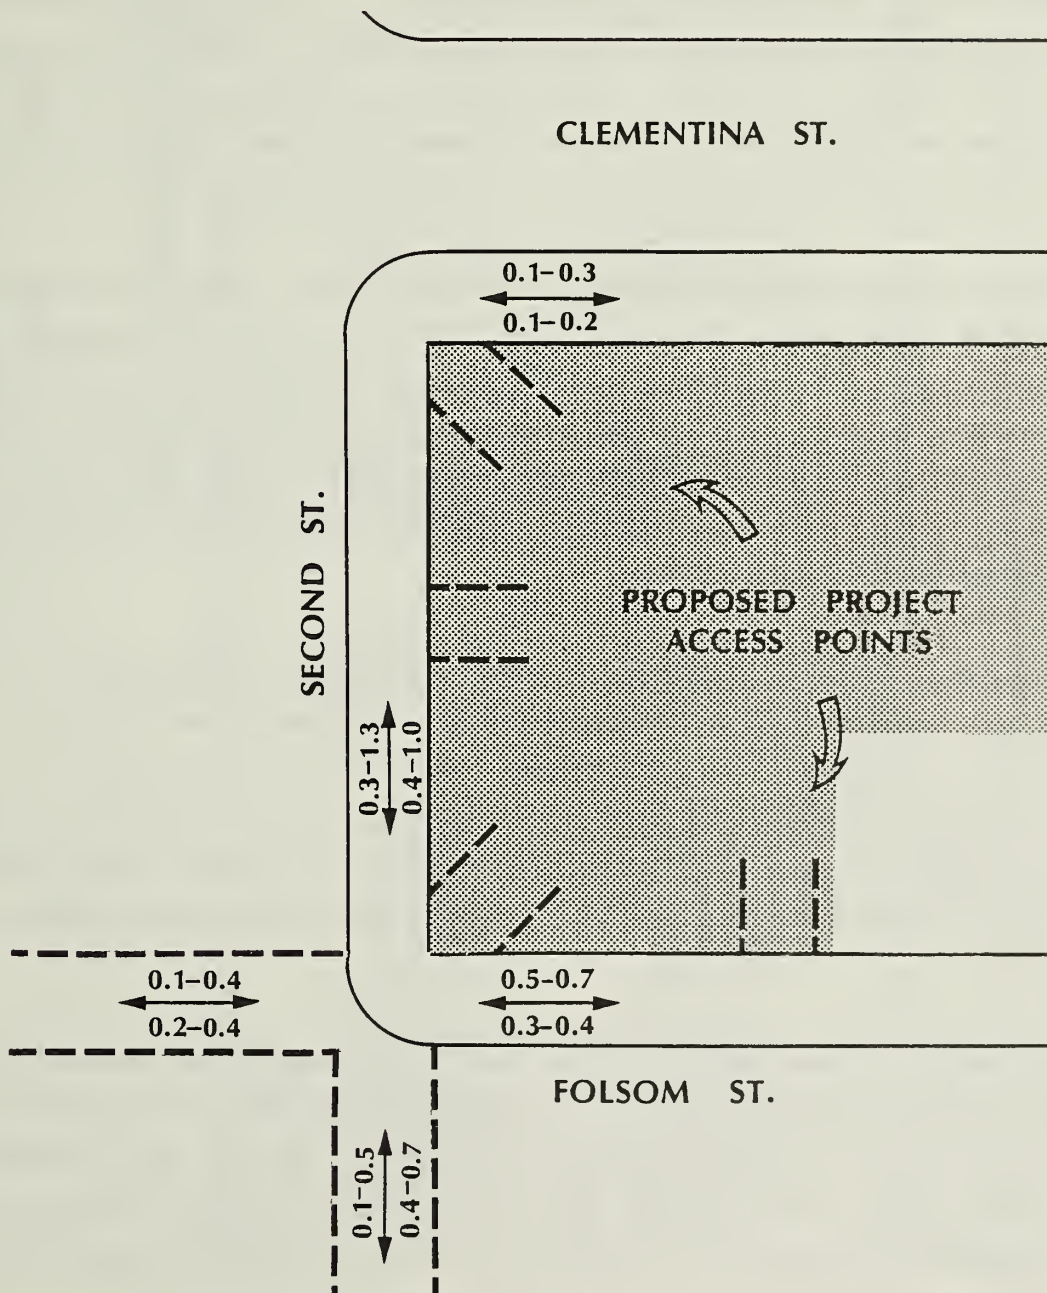 CLEMENTINA ST.
0.1–0.3
0.1–0.2
SECOND ST.
PROPOSED PROJECT
ACCESS POINTS
0.3–1.3
0.4–1.0
0.1–0.4
0.2–0.4
0.5–0.7
0.3–0.4
FOLSOM ST.
0.1–0.5
0.4–0.7